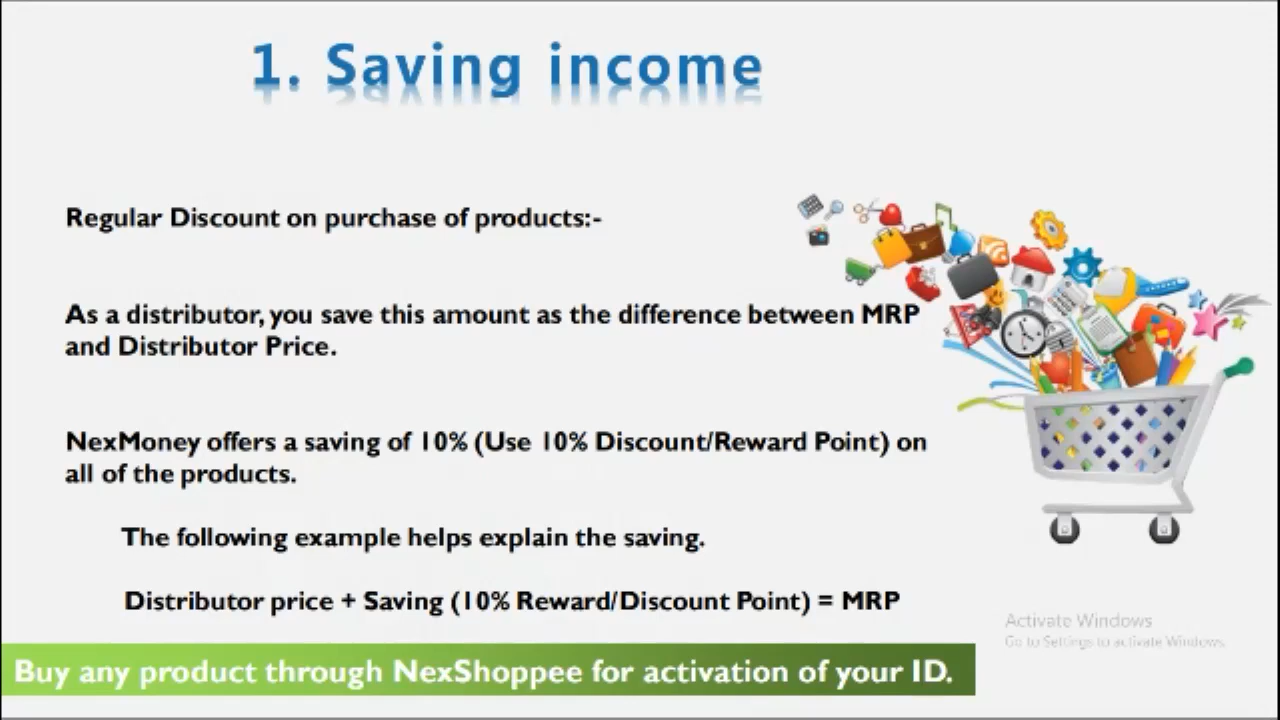 1. Saving income
Regular Discount on purchase of products:-
As a distributor, you save this amount as the difference between MRP
and Distributor Price.
NexMoney offers a saving of 10% (Use 10% Discount/Reward Point) on
all of the products.
The following example helps explain the saving.
Distributor price + Saving (10% Reward/Discount Point) = MRP
Activate Windows
Go to Settings to activate Windows.
Buy any product through NexShoppee for activation of your ID.